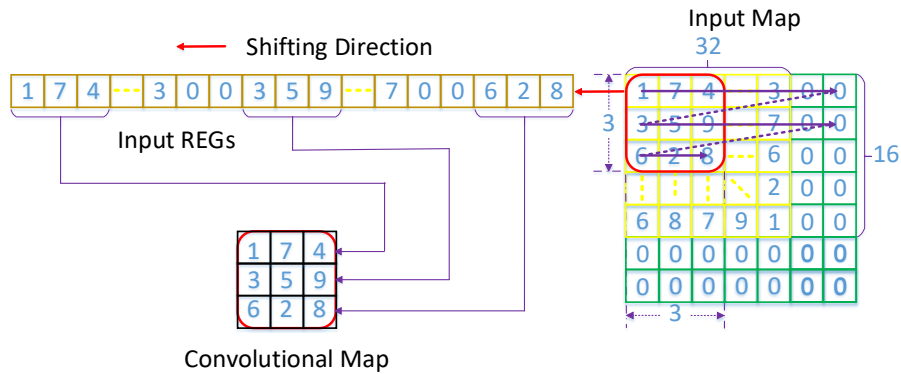 Input Map
Shifting Direction
32
1 7 4 3 0 0 3 5 9 7 0 0 6 2 8
Input REGs
3
1 7 4 3 0 0
3 5 9 7 0 0
6 2 8 6 0 0
2 0 0
6 8 7 9 1 0 0
0 0 0 0 0 0 0
0 0 0 0 0 0 0
16
3
1 7 4
3 5 9
6 2 8
Convolutional Map